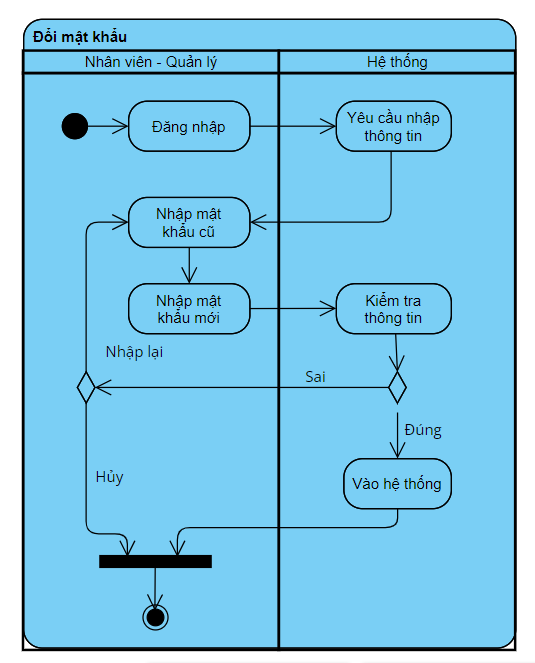 Đổi mật khẩu
Nhân viên - Quản lý
Hệ thống
Đăng nhập
Yêu cầu nhập
thông tin
Nhập mật
khẩu cũ
Nhập mật
khẩu mới
Kiểm tra
thông tin
Nhập lại
Sai
Đúng
Hủy
Vào hệ thống